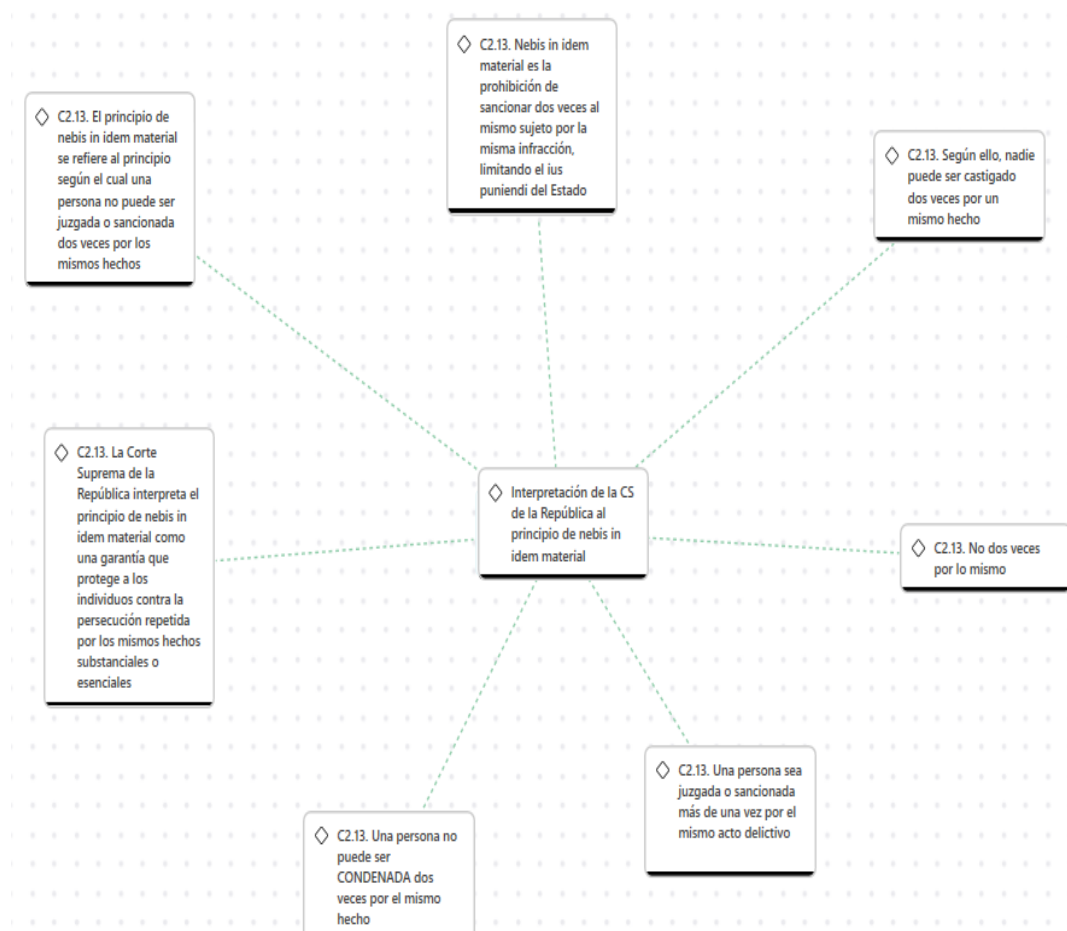 C2.13. Nebis in idem
material es la
prohibición de
sancionar dos veces al
mismo sujeto por la
misma infracción,
limitando el ius
puniendi del Estado
C2.13. El principio de
nebis in idem material
se refiere al principio
según el cual una
persona no puede ser
juzgada o sancionada
dos veces por los
mismos hechos
C2.13. Según ello, nadie
puede ser castigado
dos veces por un
mismo hecho
C2.13. La Corte
Suprema de la
República interpreta el
principio de nebis in
idem material como
una garantía que
protege a los
individuos contra la
persecución repetida
por los mismos hechos
substanciales o
esenciales
Interpretación de la CS
de la República al
principio de nebis in
idem material
C2.13. No dos veces
por lo mismo
C2.13. Una persona sea
juzgada o sancionada
más de una vez por el
mismo acto delictivo
C2.13. Una persona no
puede ser
CONDENADA dos
veces por el mismo
hecho